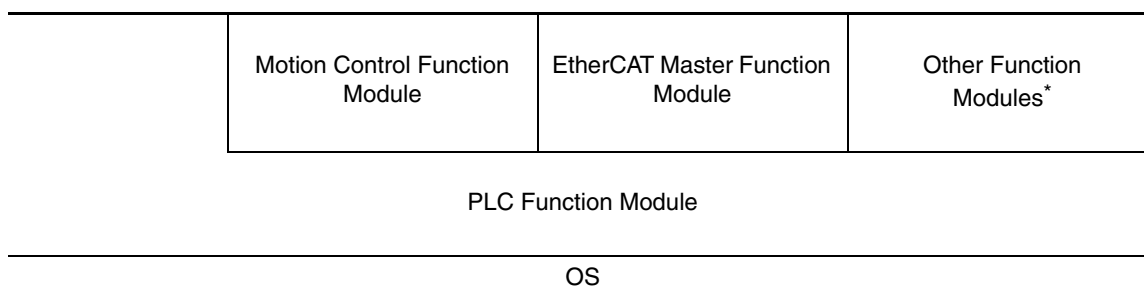 Motion Control Function
Module
EtherCAT Master Function
Module
Other Function
Modules*
PLC Function Module
OS